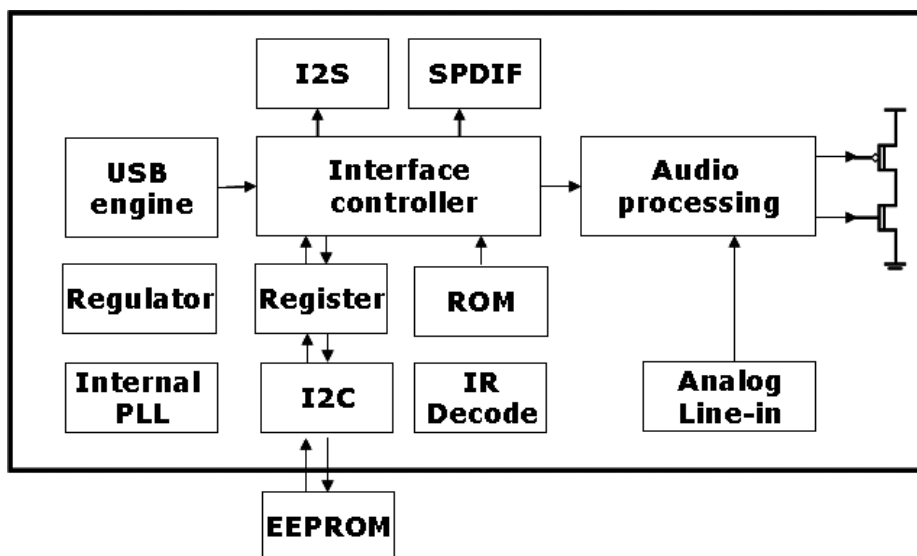 I2S
SPDIF
USB
engine
Interface
controller
Audio
processing
Regulator
Register
ROM
Internal
PLL
I2C
IR
Decode
Analog
Line-in
EEPROM